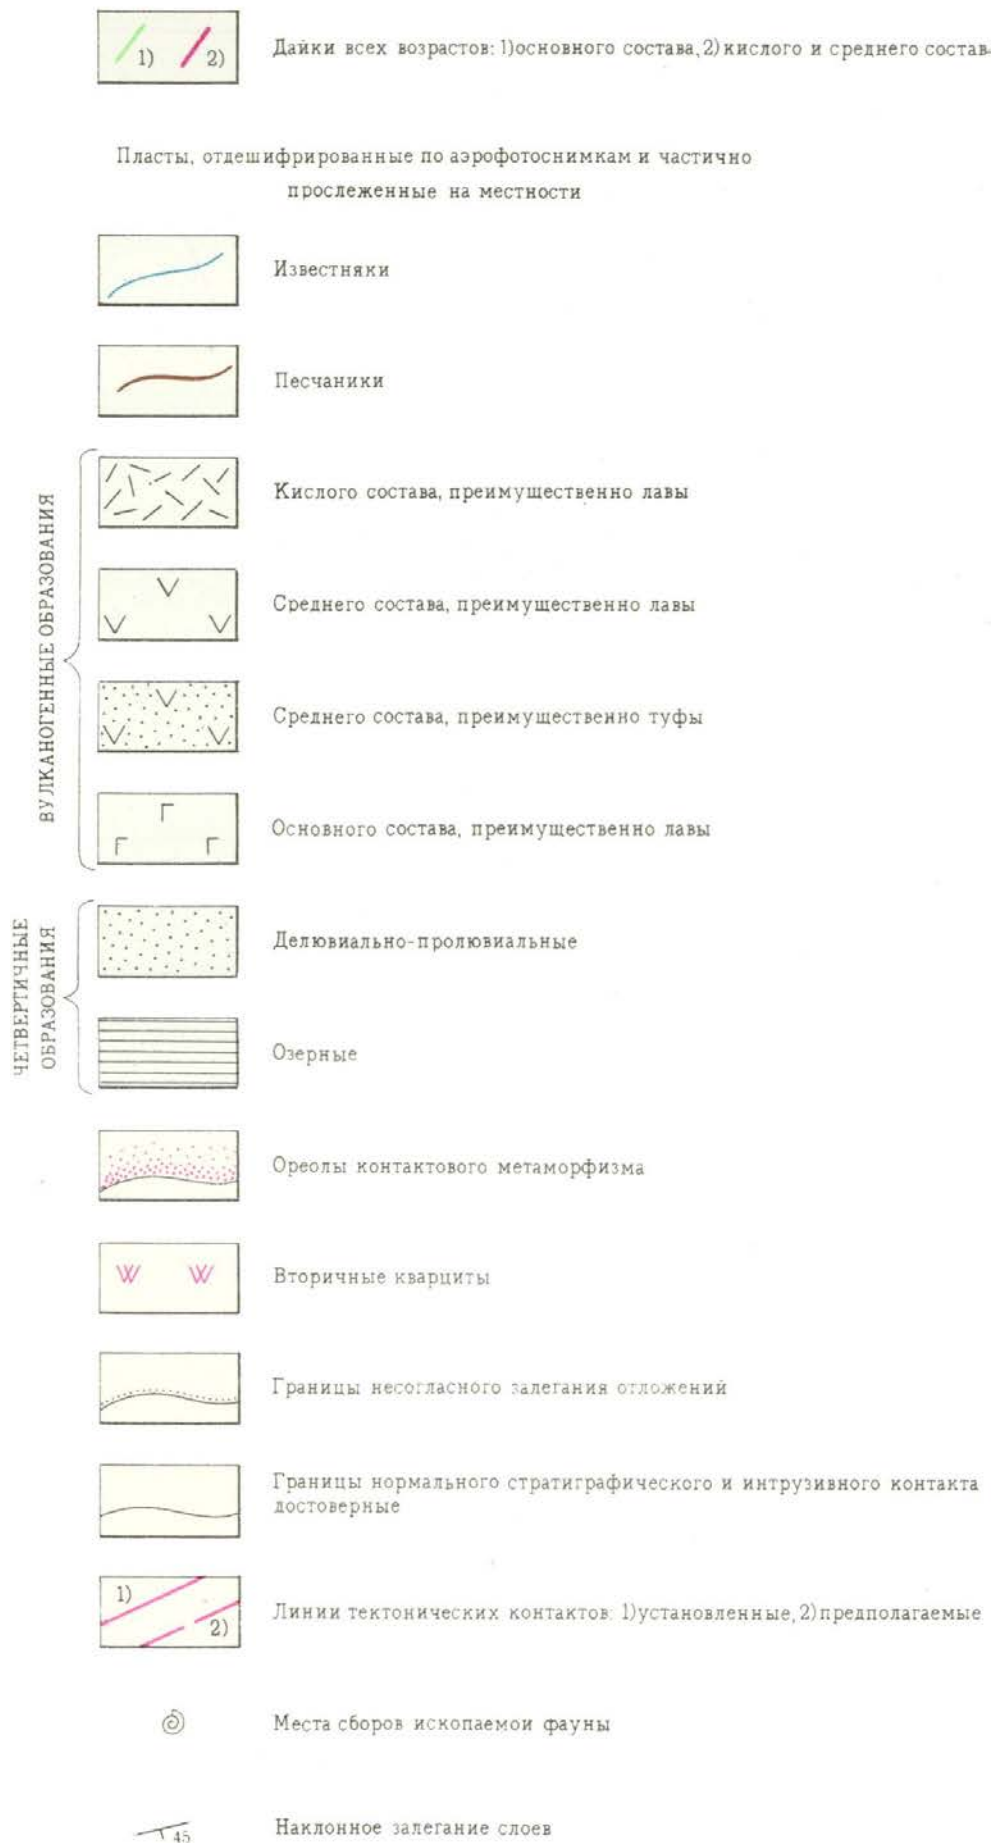 1) 2) Дайки всех возрастов: 1)основного состава, 2)кислого и среднего состав
Пласты, отдешифрированные по аэрофотоснимкам и частично
прослеженные на местности
Известняки
Песчаники
ВУЛКАНОГЕННЫЕ ОБРАЗОВАНИЯ
Кислого состава, преимущественно лавы
Среднего состава, преимущественно лавы
Среднего состава, преимущественно туфы
Основного состава, преимущественно лавы
ЧЕТВЕРТИЧНЫЕ
ОБРАЗОВАНИЯ
Делювиально-пролювиальные
Озерные
Ореолы контактового метаморфизма
Вторичные кварциты
Границы несогласного залегания отложений
Границы нормального стратиграфического и интрузивного контакта
достоверные
1) 2) Линии тектонических контактов: 1)установленные, 2)предполагаемые
Места сборов ископаемои фауны
45 Наклонное залегание слоев